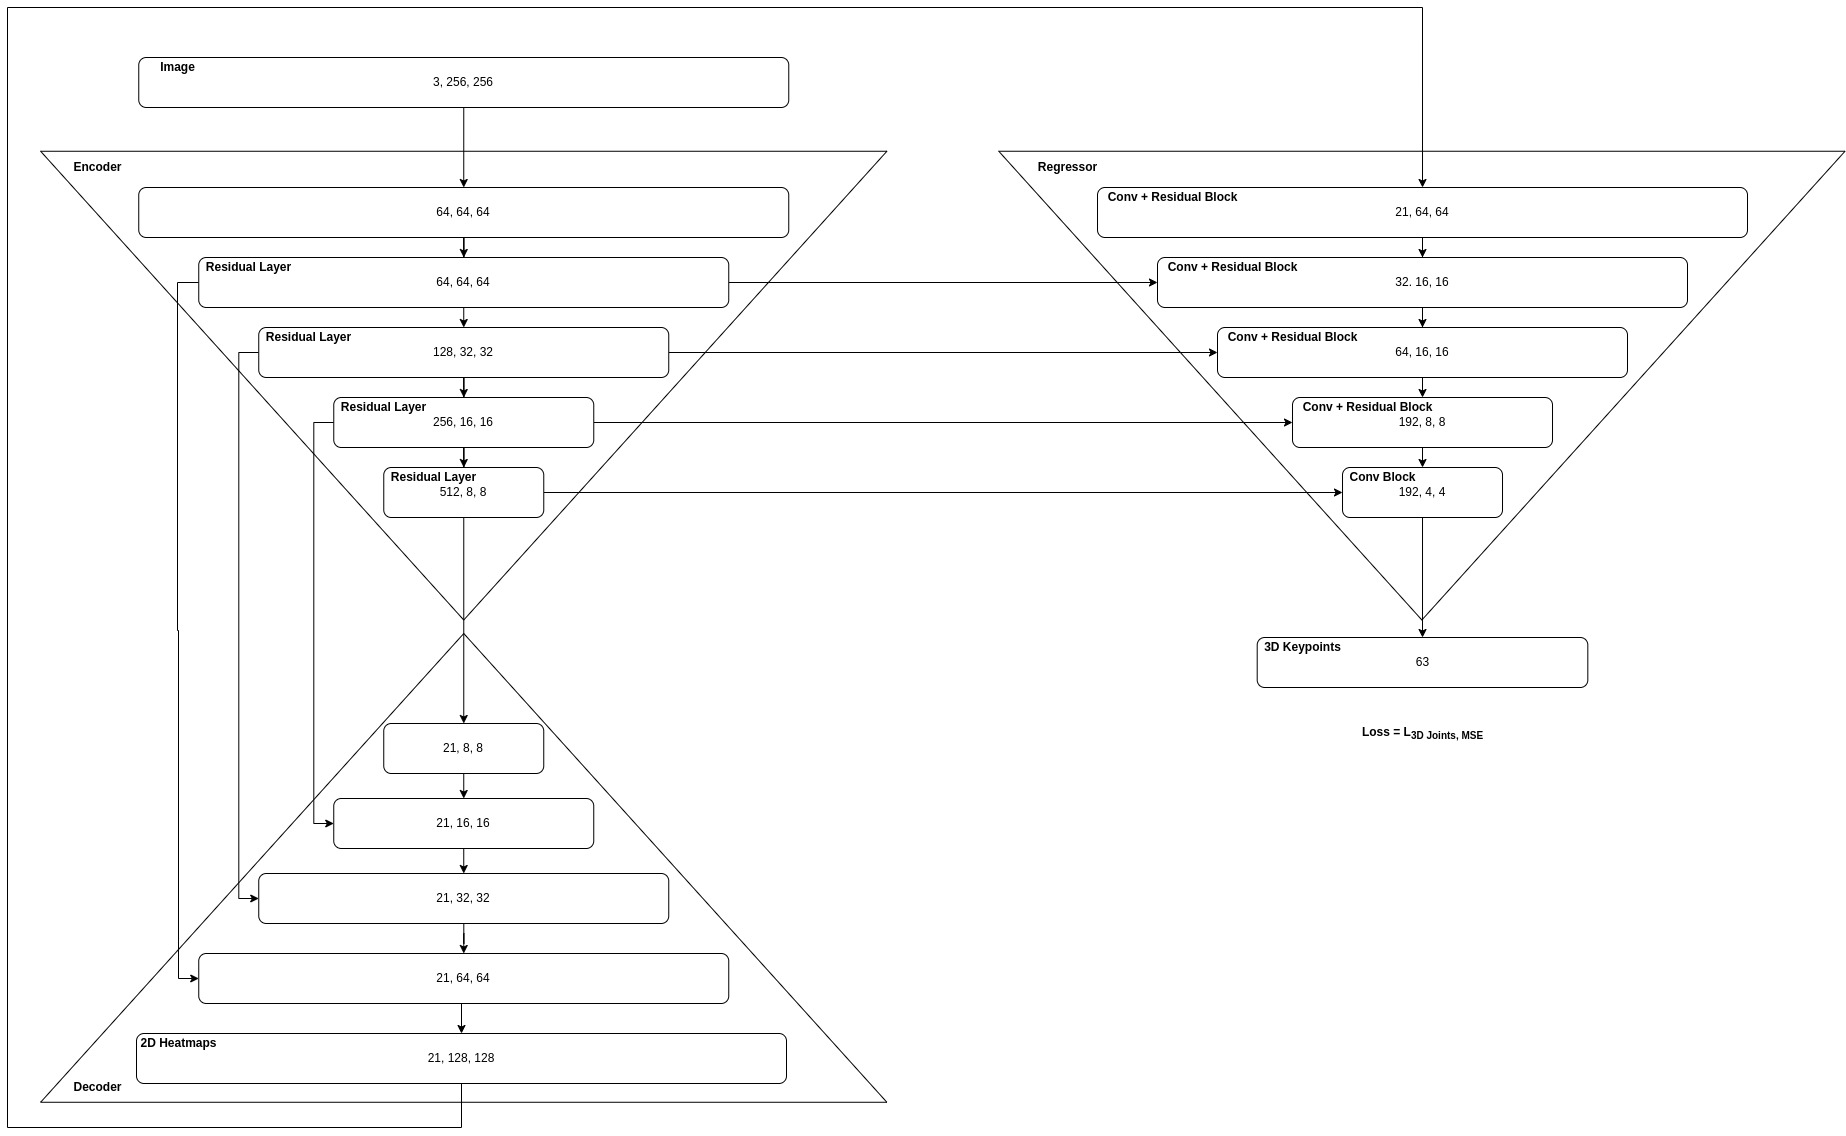 Image
3, 256, 256
Encoder
64, 64, 64
Residual Layer
64, 64, 64
Residual Layer
128, 32, 32
Residual Layer
256, 16, 16
Residual Layer
512, 8, 8
21, 8, 8
21, 16, 16
21, 32, 32
21, 64, 64
2D Heatmaps
21, 128, 128
Decoder
Regressor
Conv + Residual Block
21, 64, 64
Conv + Residual Block
32. 16, 16
Conv + Residual Block
64, 16, 16
Conv + Residual Block
192, 8, 8
Conv Block
192, 4, 4
3D Keypoints
63
Loss = L3D Joints, MSE